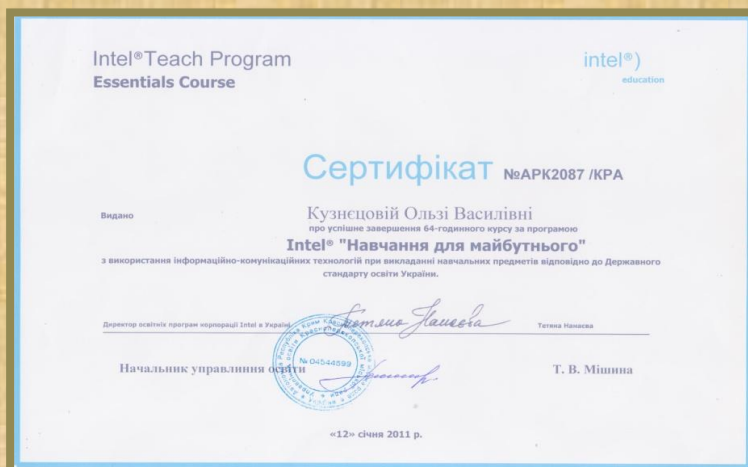 Intel®Teach Program
Essentials Course
intel®)
education
Сертифікат №АРК2087 /КРА
Видано
Кузнєцовій Ользі Василівні
про успішне завершення 64-годинного курсу за програмою
Intel® "Навчання для майбутнього"
з використання інформаційно-комунікаційних технологій при викладанні навчальних предметів відповідно до Державного
стандарту освіти України.
Директор освітніх програм корпорації Intel в Україні
Тетяна Нанаєва
Начальник управлиння освіти
Т. В. Мішина
№ 04544899
«12» січня 2011 р.